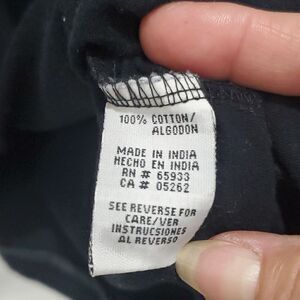 100% COTTON/
ALGODON
MADE IN INDIA
HECHO EN INDIA
RN # 65933
CA # 05262
SEE REVERSE FOR
CARE/VER
INSTRUCSIONES
AL REVERSO